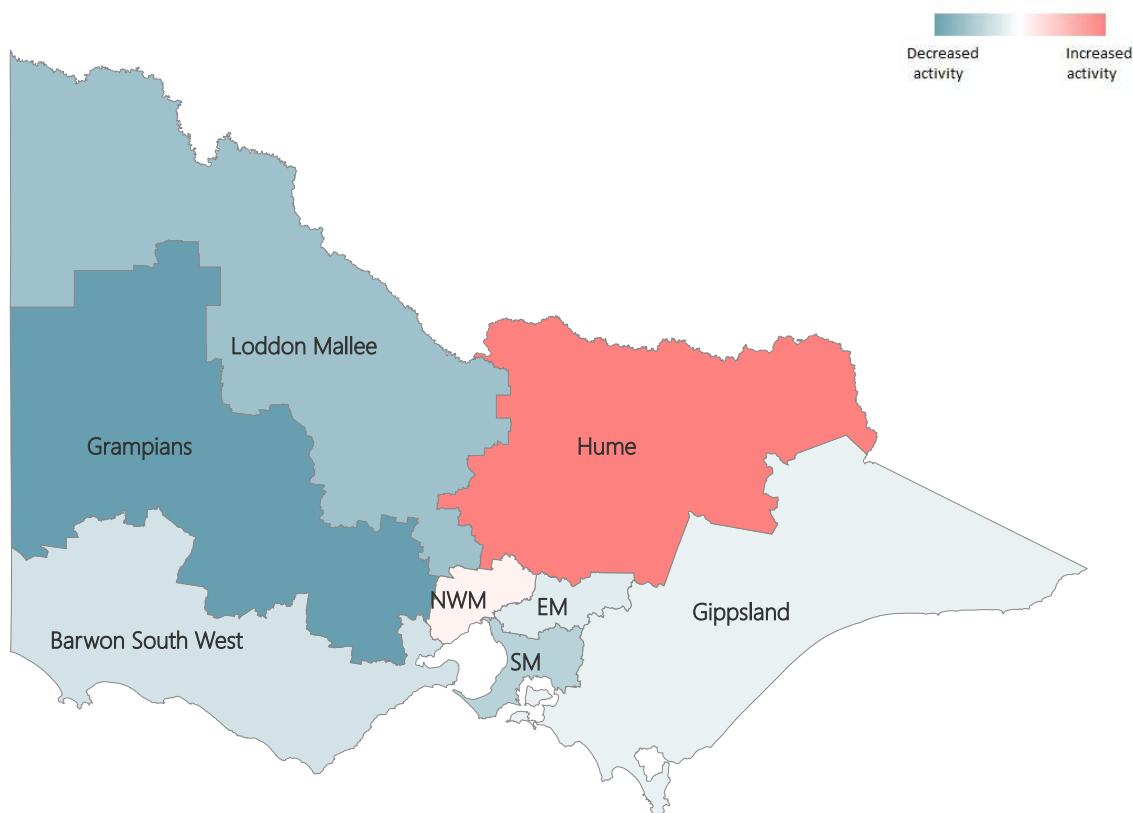 Decreased
activity
Increased
activity
Loddon Mallee
Grampians
Hume
NWM
EM
Gippsland
Barwon South West
SM